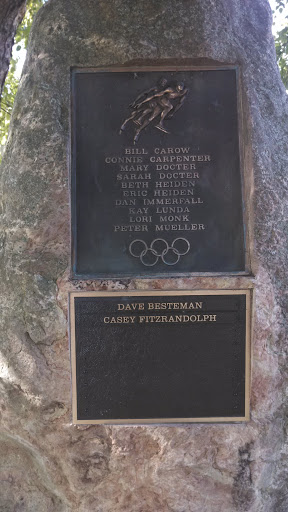 BILL CAROW
CONNIE CARPENTER
MARY DOCTER
SARAH DOCTER
BETH HEIDEN
ERIC HEIDEN
DAN IMMERFALL
KAY LUNDA
LORI MONK
PETER MUELLER
DAVE BESTEMAN
CASEY FITZRANDOLPH